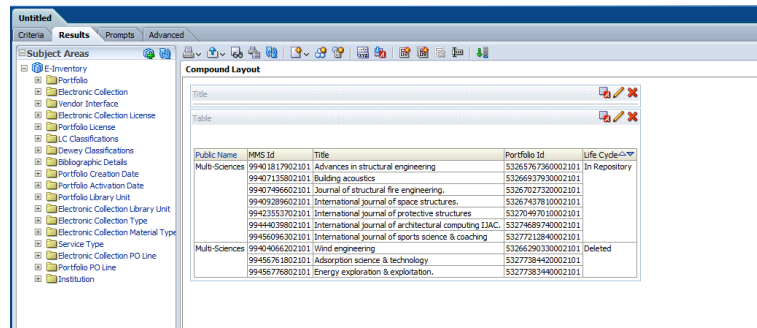 Untitled
Criteria Results Prompts Advanced
Subject Areas
E-Inventory
Portfolio
Electronic Collection
Vendor Interface
Electronic Collection License
Portfolio License
LC Classifications
Dewey Classifications
Bibliographic Details
Portfolio Creation Date
Portfolio Activation Date
Portfolio Library Unit
Electronic Collection Library Unit
Electronic Collection Type
Electronic Collection Material Type
Service Type
Electronic Collection PO Line
Portfolio PO Line
Institution
Compound Layout
Title
Table
Public Name MMS Id Title Portfolio Id Life Cycle
Multi-Sciences 99401817902101 Advances in structural engineering 53265767360002101 In Repository
99407135802101 Building acoustics 53266937930002101
99407496602101 Journal of structural fire engineering. 53267027320002101
99409289602101 International journal of space structures. 53267437810002101
99423553702101 International journal of protective structures 53270497010002101
99444039802101 International journal of architectural computing IJAC. 53274689740002101
99456096302101 International journal of sports science & coaching 53277212840002101
Multi-Sciences 99404066202101 Wind engineering 53266290330002101 Deleted
99456761802101 Adsorption science & technology 53277384420002101
99456776802101 Energy exploration & exploitation. 53277383440002101